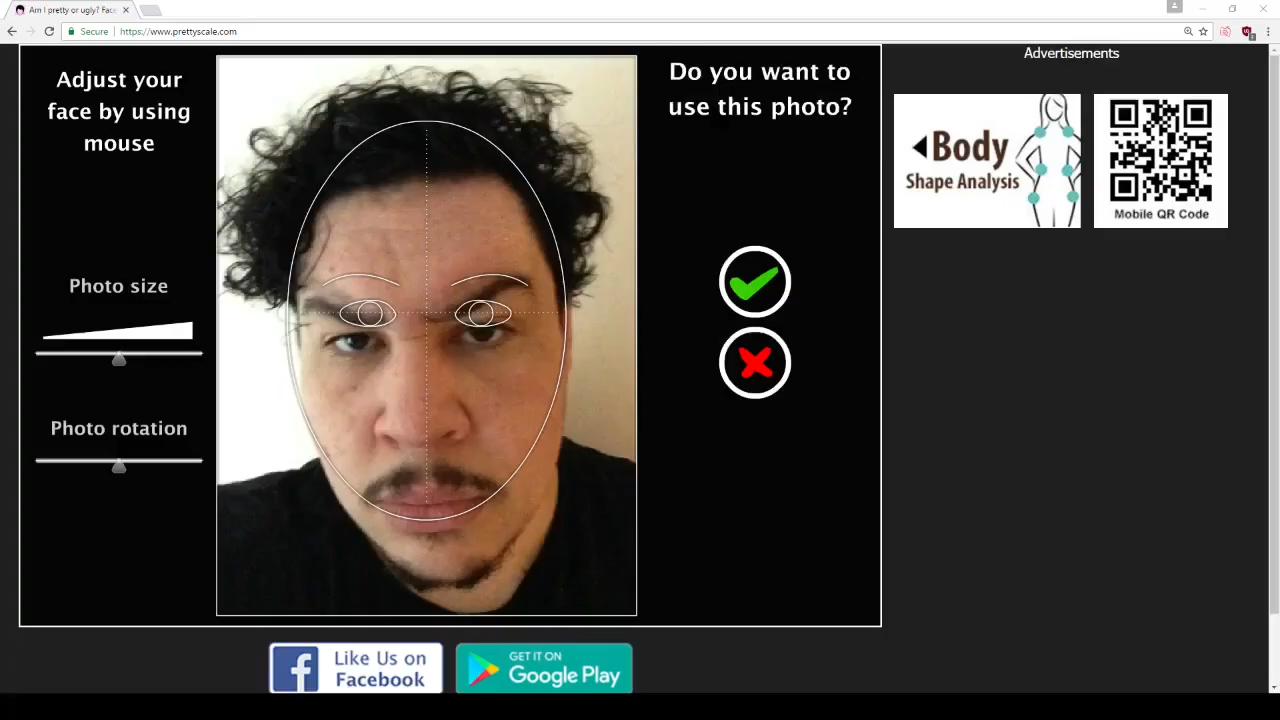 Am I pretty or ugly? Face
Secure
https://www.prettyscale.com
Adjust your
face by using
mouse
Photo size
Photo rotation
Do you want to
use this photo?
Advertisements
Body
Shape Analysis
Mobile QR Code
Like Us on
Facebook
GET IT ON
Google Play